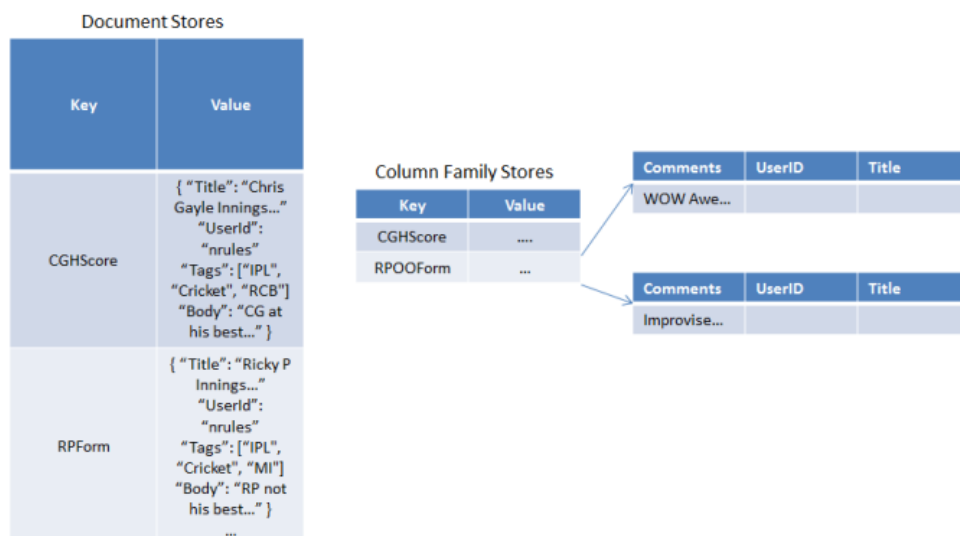 Document Stores
Key Value
CGHScore
{ “Title”: “Chris
Gayle Innings…”
“UserId”:
“nrules”
“Tags”: [“IPL”,
“Cricket”, “RCB”]
“Body”: “CG at
his best…” }
RPForm
{ “Title”: “Ricky P
Innings…”
“UserId”:
“nrules”
“Tags”: [“IPL”,
“Cricket”, “MI”]
“Body”: “RP not
his best…” }
…
Column Family Stores
Key Value
CGHScore ….
RPOOForm …
Comments UserID Title
WOW Awe…
Comments UserID Title
Improvise…